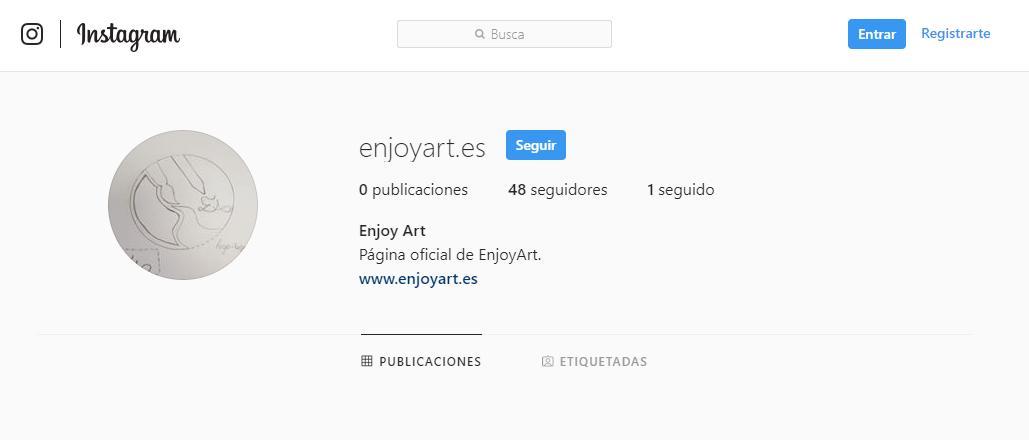 Instagram
Busca
Entrar
Registrarte
enjoyart.es
Seguir
0 publicaciones
48 seguidores
1 seguido
Enjoy Art
Página oficial de EnjoyArt.
www.enjoyart.es
PUBLICACIONES
ETIQUETADAS